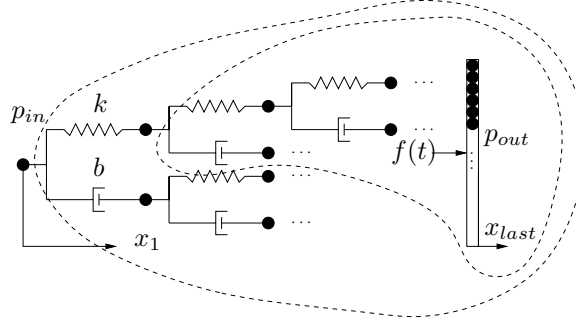 k
p_in
b
x_1
f(t)
p_out
x_last